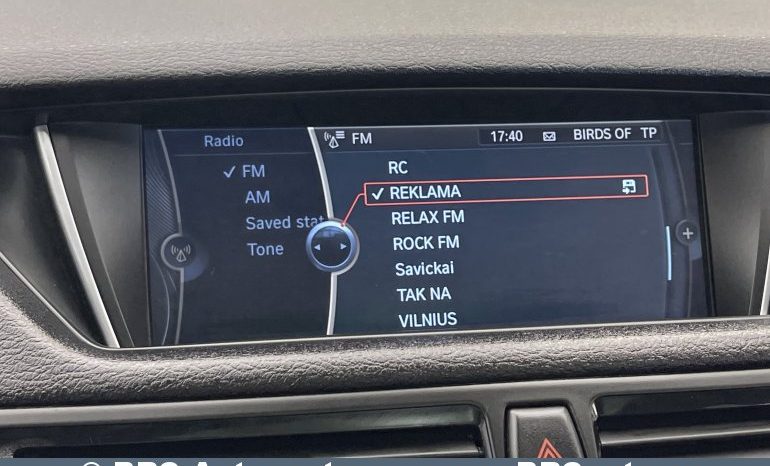 Radio
FM
17:40
BIRDS OF TP
FM
AM
Saved stat
Tone
RC
REKLAMA
RELAX FM
ROCK FM
Savickai
TAK NA
VILNIUS